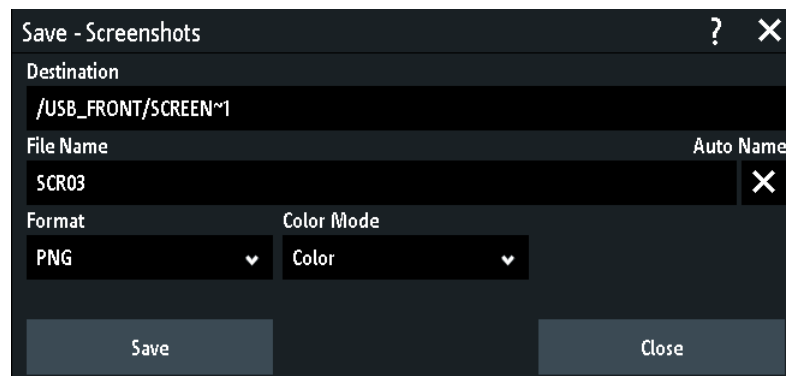 Save - Screenshots ?
Destination
/USB_FRONT/SCREEN~1
File Name Auto Name
SCR03
Format Color Mode
PNG Color
Save Close